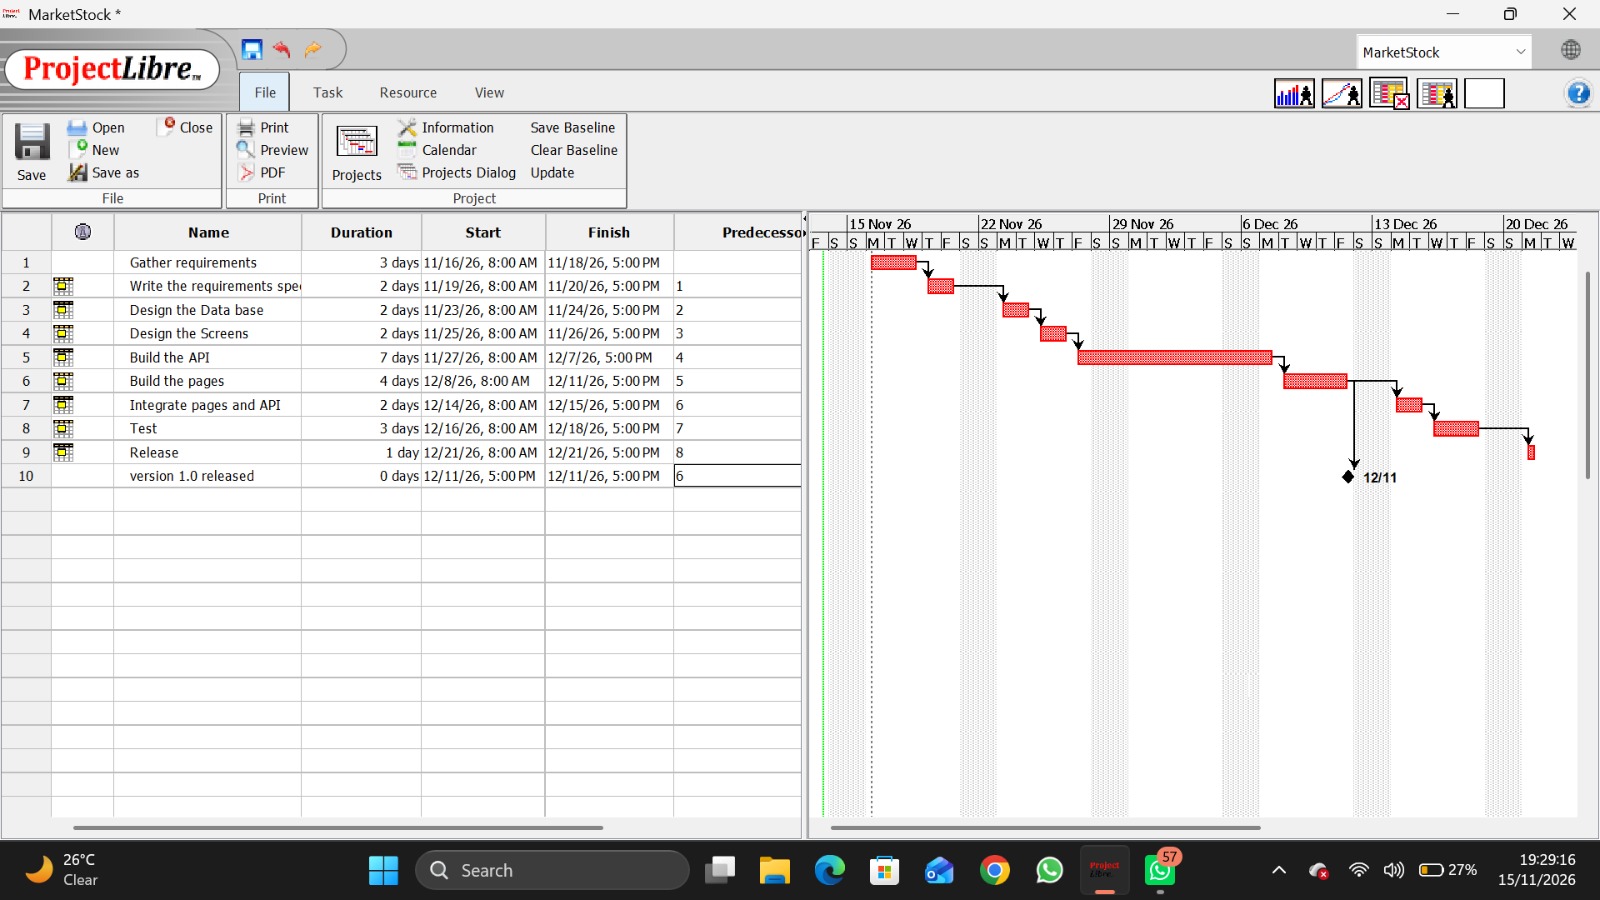 MarketStock *
ProjectLibre
MarketStock
File Task Resource View
Save
Open
New
Save as
Close
File
Print
Preview
PDF
Print
Projects
Information
Calendar
Projects Dialog
Save Baseline
Clear Baseline
Update
Project
Name Duration Start Finish Predecesso
1 Gather requirements 3 days 11/16/26, 8:00 AM 11/18/26, 5:00 PM
2 Write the requirements spe 2 days 11/19/26, 8:00 AM 11/20/26, 5:00 PM 1
3 Design the Data base 2 days 11/23/26, 8:00 AM 11/24/26, 5:00 PM 2
4 Design the Screens 2 days 11/25/26, 8:00 AM 11/26/26, 5:00 PM 3
5 Build the API 7 days 11/27/26, 8:00 AM 12/7/26, 5:00 PM 4
6 Build the pages 4 days 12/8/26, 8:00 AM 12/11/26, 5:00 PM 5
7 Integrate pages and API 2 days 12/14/26, 8:00 AM 12/15/26, 5:00 PM 6
8 Test 3 days 12/16/26, 8:00 AM 12/18/26, 5:00 PM 7
9 Release 1 day 12/21/26, 8:00 AM 12/21/26, 5:00 PM 8
10 version 1.0 released 0 days 12/11/26, 5:00 PM 12/11/26, 5:00 PM 6
15 Nov 26 22 Nov 26 29 Nov 26 6 Dec 26 13 Dec 26 20 Dec 26
F S S M T W T F S S M T W T F S S M T W T F S S M T W T F S S M T W T F S S M T W
12/11
26°C
Clear
Search
Project Libre
57
27%
19:29:16
15/11/2026